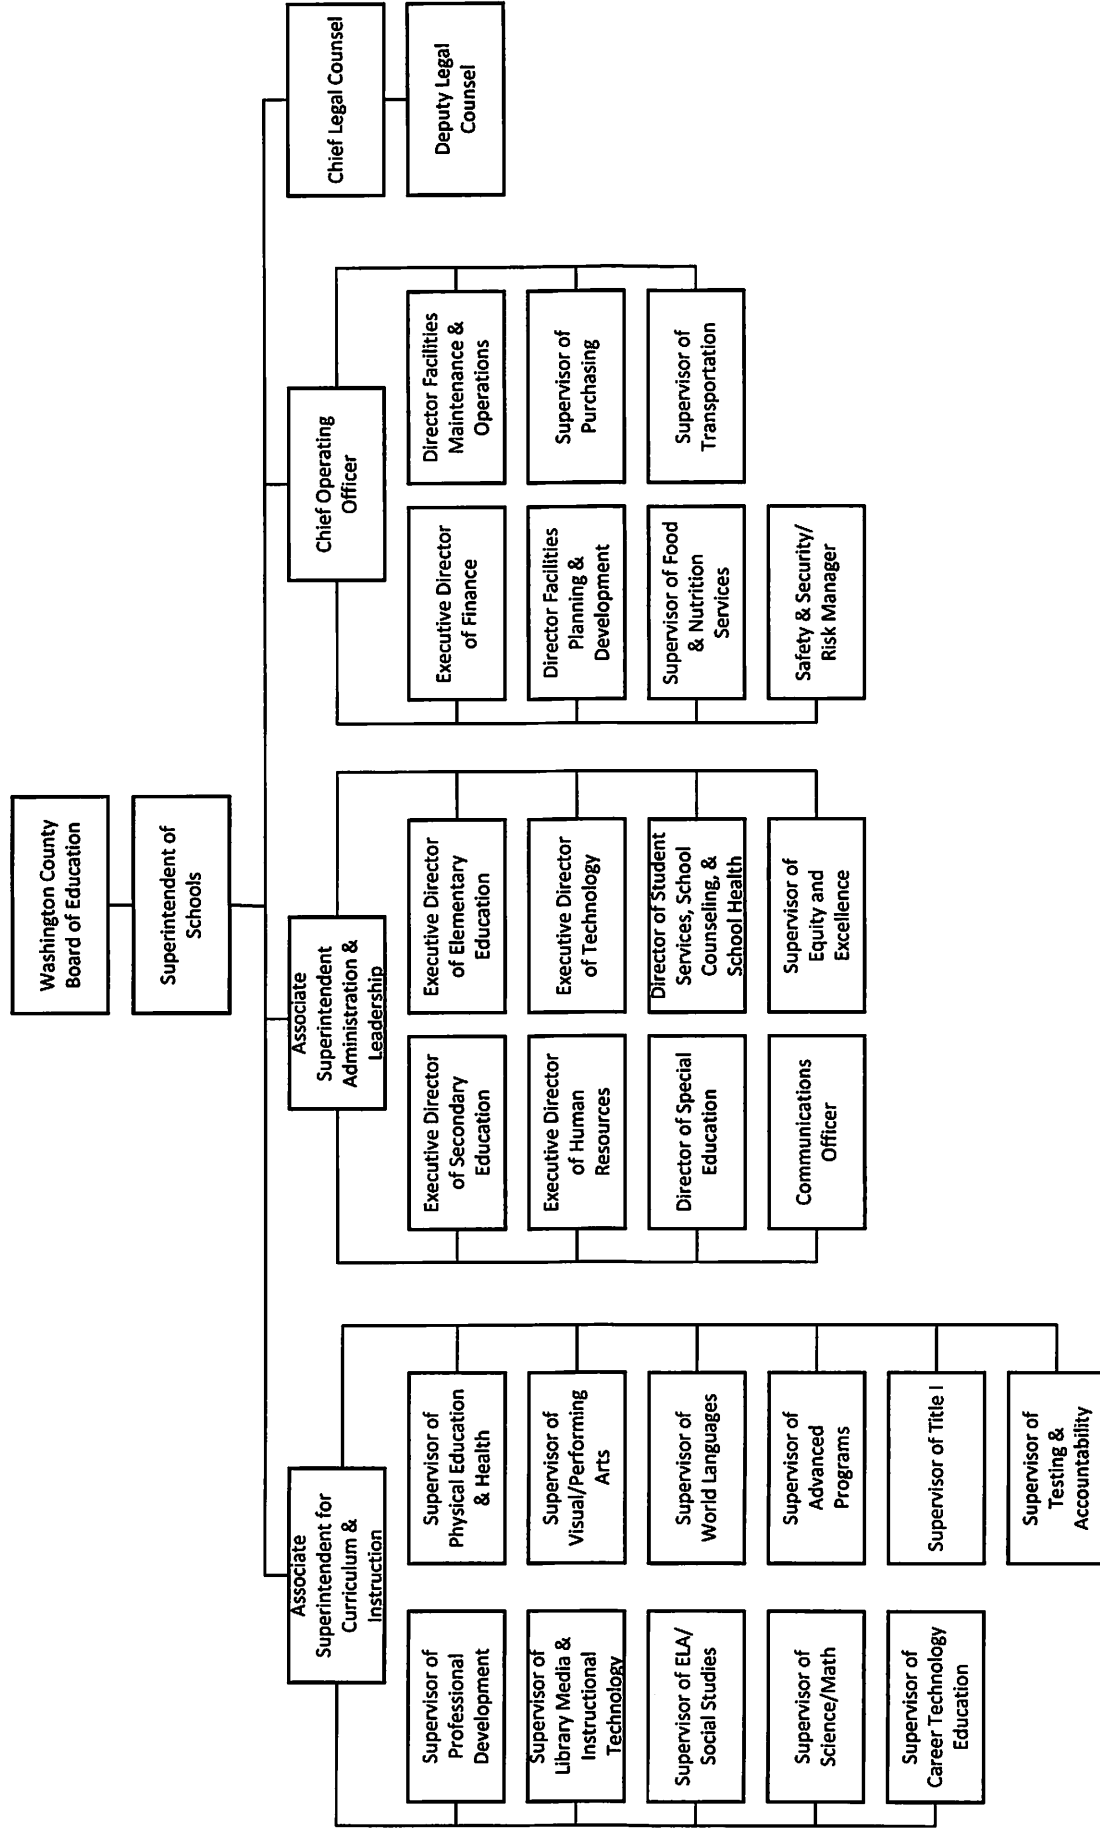 Washington County
Board of Education
Superintendent of
Schools
Associate
Superintendent for
Curriculum &
Instruction
Supervisor of
Professional
Development
Supervisor of
Physical Education
& Health
Supervisor of
Library Media &
Instructional
Technology
Supervisor of
Visual/Performing
Arts
Supervisor of ELA/
Social Studies
Supervisor of
World Languages
Supervisor of
Science/Math
Supervisor of
Advanced
Programs
Supervisor of
Career Technology
Education
Supervisor of Title I
Supervisor of
Testing &
Accountability
Associate
Superintendent
Administration &
Leadership
Executive Director
of Secondary
Education
Executive Director
of Elementary
Education
Executive Director
of Human
Resources
Executive Director
of Technology
Director of Special
Education
Director of Student
Services, School
Counseling, &
School Health
Communications
Officer
Supervisor of
Equity and
Excellence
Chief Operating
Officer
Executive Director
of Finance
Director Facilities
Maintenance &
Operations
Director Facilities
Planning &
Development
Supervisor of
Purchasing
Supervisor of Food
& Nutrition
Services
Supervisor of
Transportation
Safety & Security/
Risk Manager
Chief Legal Counsel
Deputy Legal
Counsel